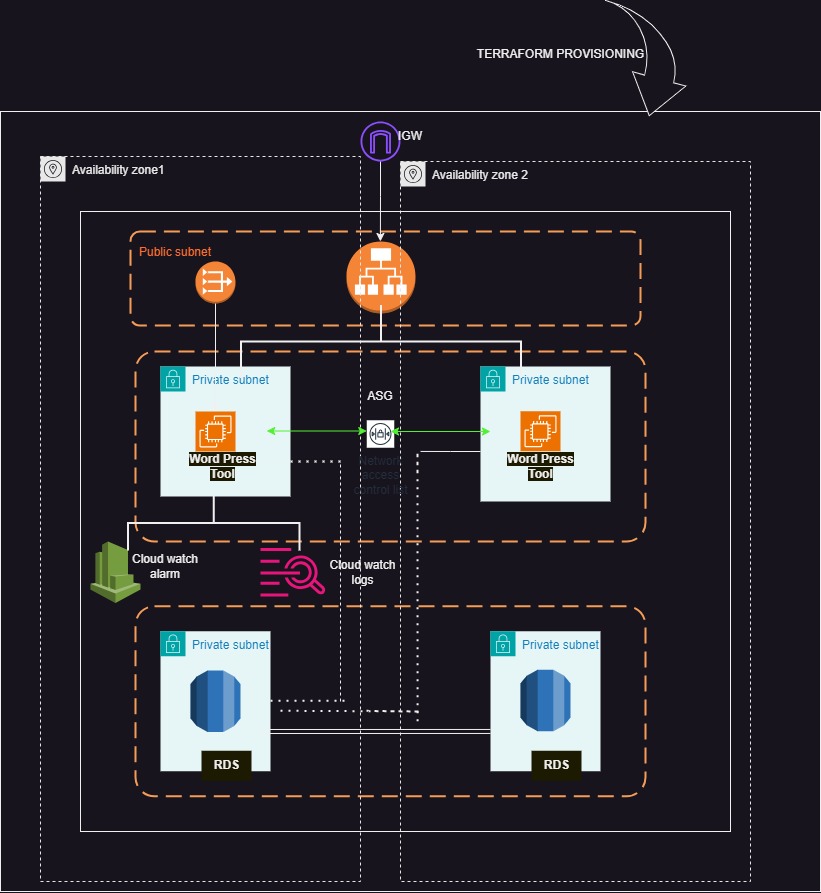 TERRAFORM PROVISIONING
IGW
Availability zone1
Availability zone 2
Public subnet
Private subnet
ASG
Private subnet
Word Press
Tool
Network
access
control list
Word Press
Tool
Cloud watch
alarm
Cloud watch
logs
Private subnet
Private subnet
RDS
RDS